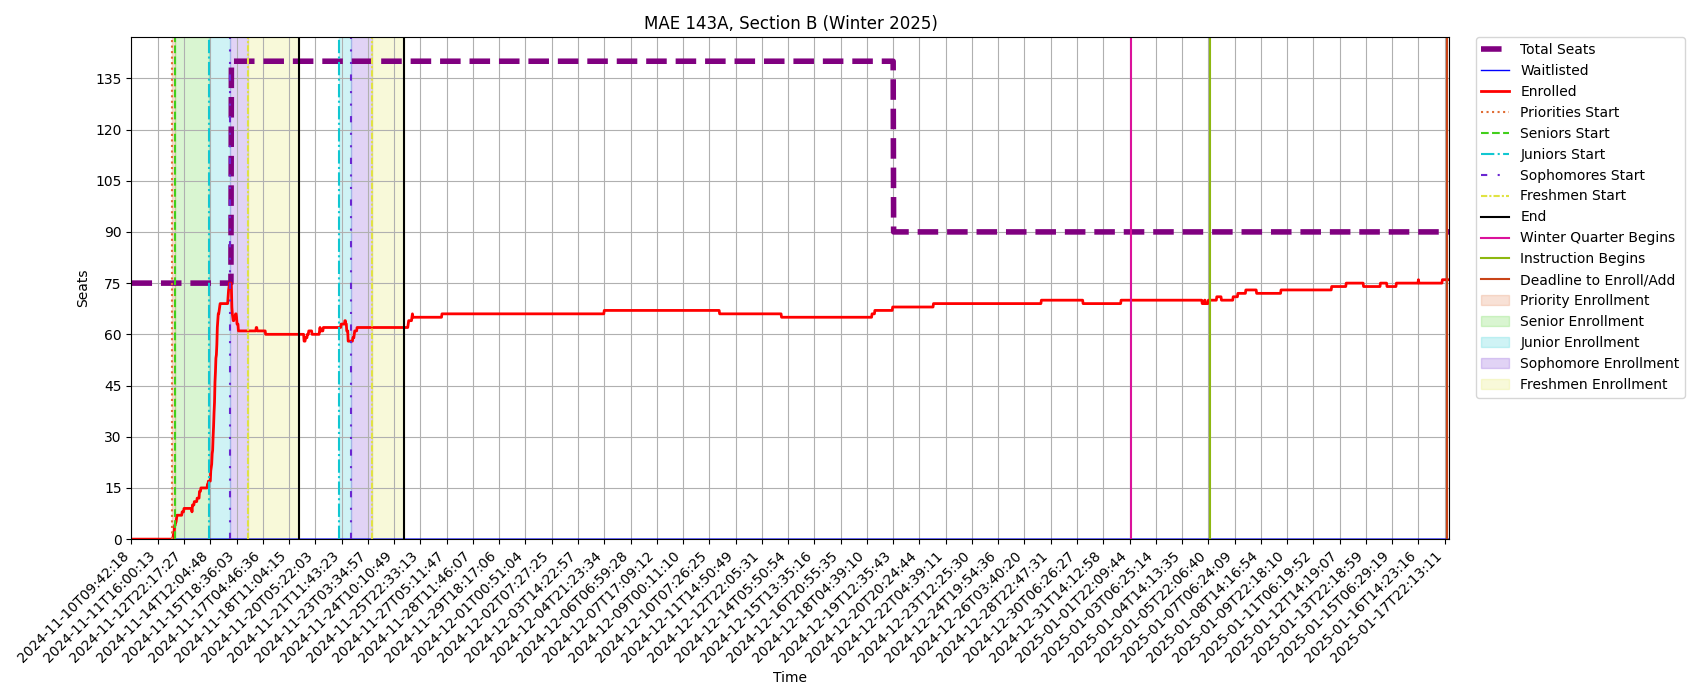 MAE 143A, Section B (Winter 2025)
Seats
135
120
105
90
75
60
45
30
15
0
2024-11-10T09:42:18
2024-11-11T16:00:13
2024-11-12T22:17:27
2024-11-14T12:04:48
2024-11-15T18:36:03
2024-11-17T04:46:36
2024-11-18T11:04:15
2024-11-20T05:22:03
2024-11-21T11:43:23
2024-11-23T03:34:57
2024-11-24T10:10:49
2024-11-25T22:33:13
2024-11-27T05:11:47
2024-11-28T11:46:07
2024-11-29T18:17:06
2024-12-01T00:51:04
2024-12-02T07:27:25
2024-12-03T14:22:57
2024-12-04T21:23:34
2024-12-06T06:59:28
2024-12-07T17:09:12
2024-12-09T00:11:10
2024-12-10T07:26:25
2024-12-11T14:50:49
2024-12-12T22:05:31
2024-12-14T05:50:54
2024-12-15T13:35:16
2024-12-16T20:55:35
2024-12-18T04:39:10
2024-12-19T12:35:43
2024-12-20T20:24:44
2024-12-22T04:39:11
2024-12-23T12:25:30
2024-12-24T19:54:36
2024-12-26T03:40:20
2024-12-28T22:47:31
2024-12-30T06:26:27
2024-12-31T14:12:58
2025-01-01T22:09:44
2025-01-03T06:25:14
2025-01-04T14:13:35
2025-01-05T22:06:40
2025-01-07T06:24:09
2025-01-08T14:16:54
2025-01-09T22:18:10
2025-01-11T06:19:52
2025-01-12T14:19:07
2025-01-13T22:18:59
2025-01-15T06:29:19
2025-01-16T14:23:16
2025-01-17T22:13:11
Time
Total Seats
Waitlisted
Enrolled
Priorities Start
Seniors Start
Juniors Start
Sophomores Start
Freshmen Start
End
Winter Quarter Begins
Instruction Begins
Deadline to Enroll/Add
Priority Enrollment
Senior Enrollment
Junior Enrollment
Sophomore Enrollment
Freshmen Enrollment